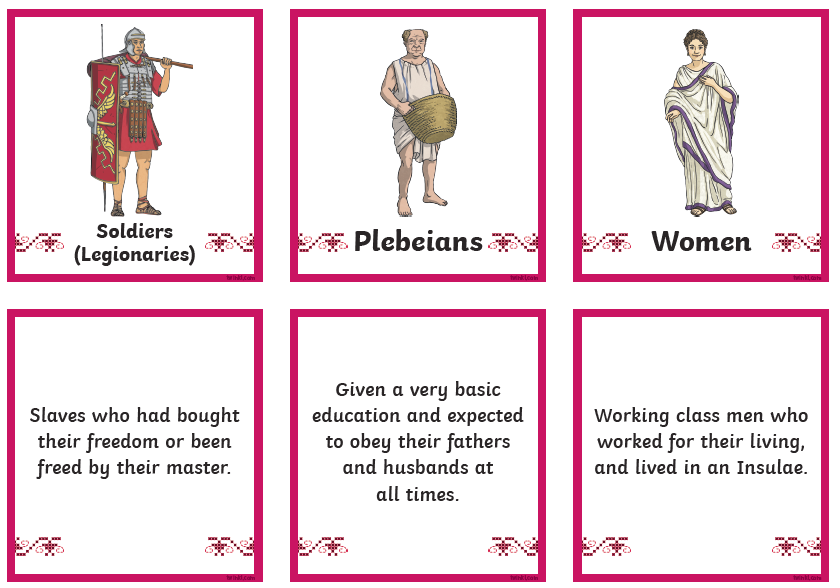 Soldiers
(Legionaries)
Plebeians
Women
twinkl.com
twinkl.com
twinkl.com
Slaves who had bought
their freedom or been
freed by their master.
Given a very basic
education and expected
to obey their fathers
and husbands at
all times.
Working class men who
worked for their living,
and lived in an Insulae.
twinkl.com
twinkl.com
twinkl.com